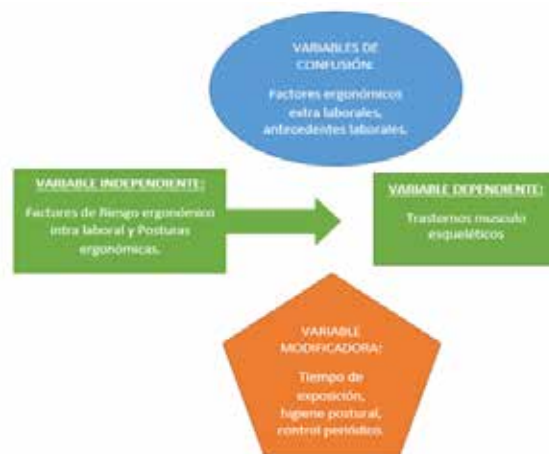 VARIABLES DE
CONFUSIÓN:
Factores ergonómicos
extra laborales,
antecedentes laborales.
VARIABLE INDEPENDIENTE:
Factores de Riesgo ergonómico
intra laboral y Posturas
ergonómicas.
VARIABLE DEPENDIENTE:
Trastornos musculo
esqueléticos
VARIABLE
MODIFICADORA:
Tiempo de
exposición,
higiene postural,
control periódico.